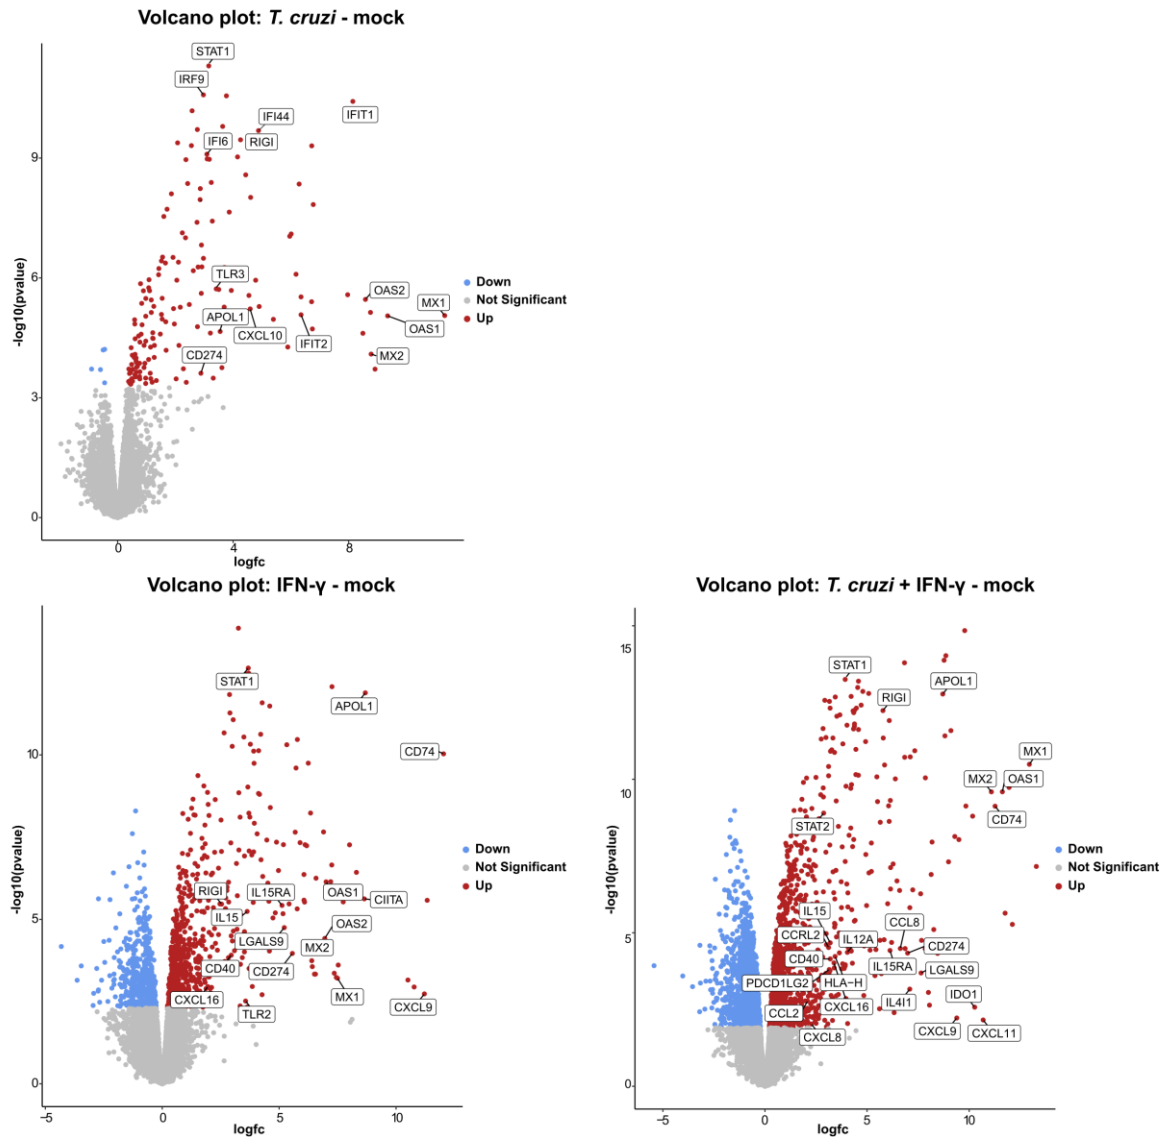 Volcano plot: T. cruzi - mock
STAT1
IRF9
IFI44
IFIT1
IFI6
RIGI
9
TLR3
6
OAS2
MX1
APOL1
CXCL10
IFIT2
OAS1
CD274
MX2
3
0
-log10(pvalue)
0
4
8
logfc
Down
Not Significant
Up
Volcano plot: IFN-γ - mock
STAT1
APOL1
CD74
10
RIGI
IL15RA
OAS1
CIITA
IL15
OAS2
5
LGALS9
MX2
CD40
CD274
CXCL16
MX1
TLR2
CXCL9
0
-log10(pvalue)
−5
0
5
10
logfc
Down
Not Significant
Up
Volcano plot: T. cruzi + IFN-γ - mock
15
STAT1
RIGI
APOL1
MX1
MX2
OAS1
10
CD74
STAT2
IL15
CCL8
CCRL2
IL12A
CD274
5
CD40
IL15RA
LGALS9
PDCD1LG2
HLA−H
IDO1
CXCL16
IL4I1
CCL2
CXCL9
CXCL11
CXCL8
0
-log10(pvalue)
−5
0
5
10
logfc
Down
Not Significant
Up